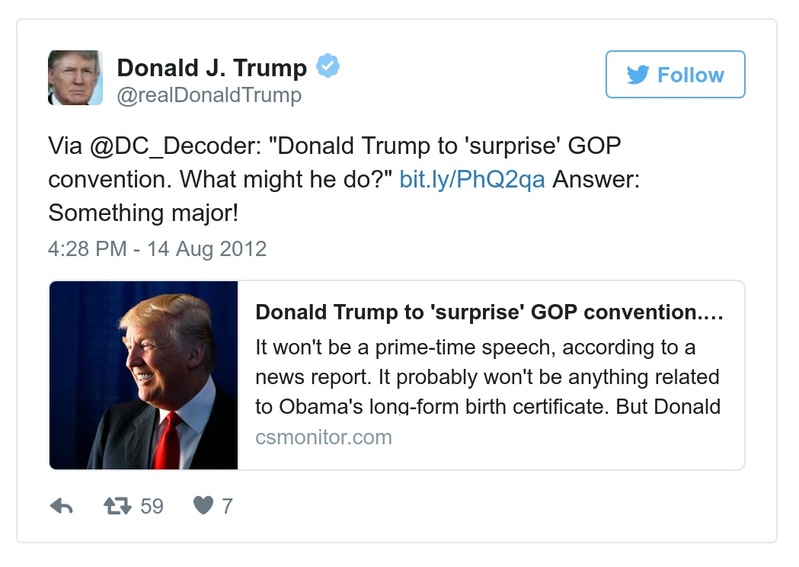 Donald J. Trump
@realDonaldTrump
Follow
Via @DC_Decoder: "Donald Trump to 'surprise' GOP
convention. What might he do?" bit.ly/PhQ2qa Answer:
Something major!
4:28 PM - 14 Aug 2012
Donald Trump to 'surprise' GOP convention....
It won't be a prime-time speech, according to a
news report. It probably won't be anything related
to Obama's long-form birth certificate. But Donald
csmonitor.com
59
7